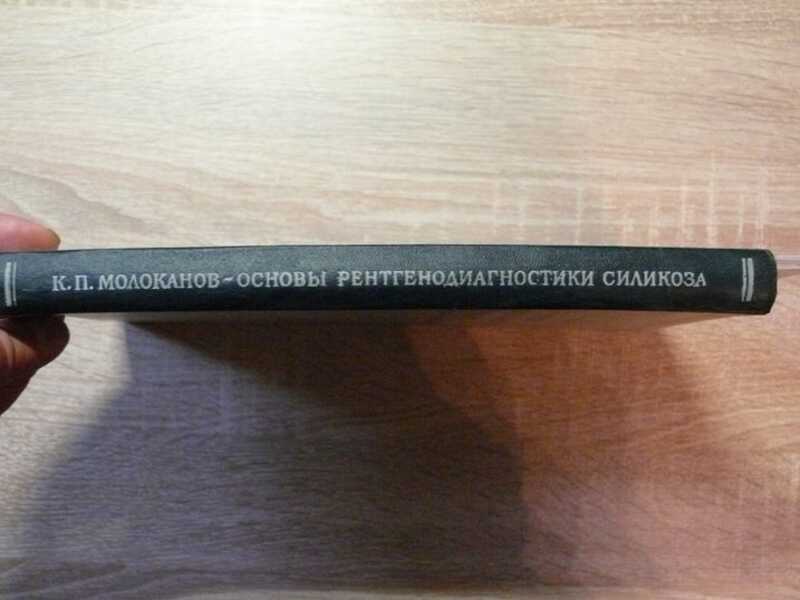 К.П. МОЛОКАНОВ – ОСНОВЫ РЕНТГЕНОДИАГНОСТИКИ СИЛИКОЗА